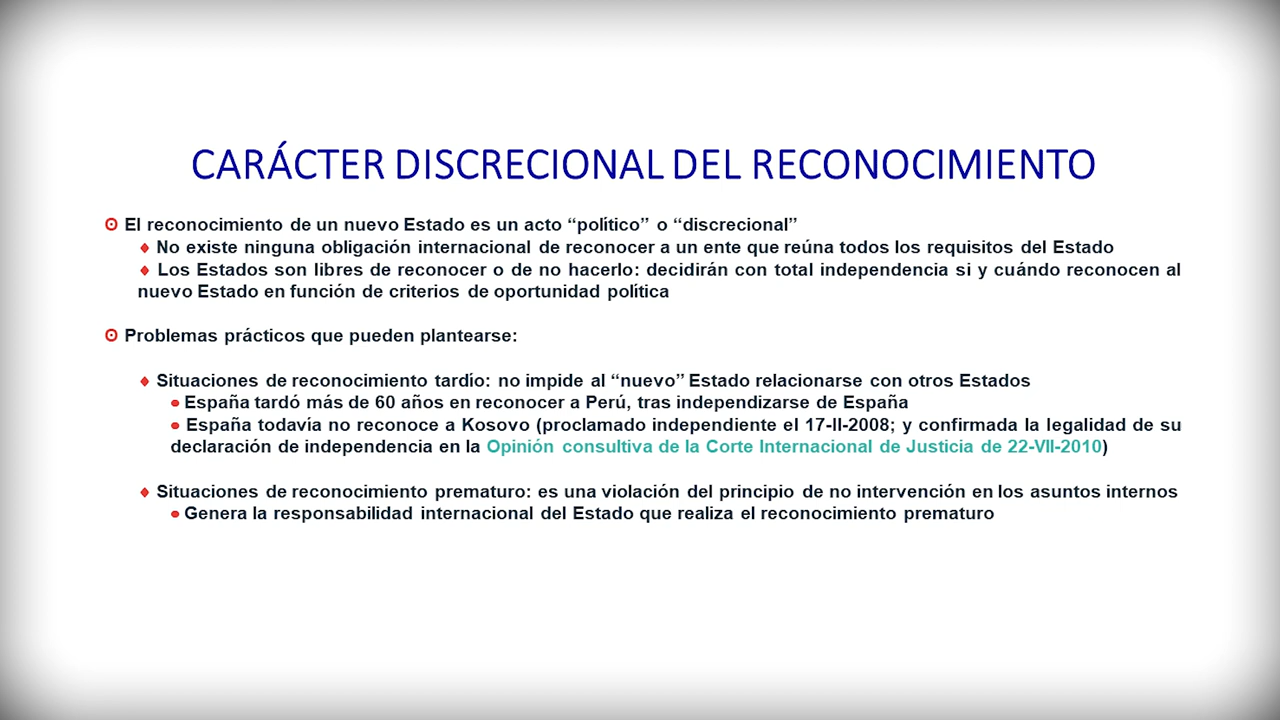 CARÁCTER DISCRECIONAL DEL RECONOCIMIENTO
El reconocimiento de un nuevo Estado es un acto “político” o “discrecional”
No existe ninguna obligación internacional de reconocer a un ente que reúna todos los requisitos del Estado
Los Estados son libres de reconocer o de no hacerlo: decidirán con total independencia si y cuándo reconocen al
nuevo Estado en función de criterios de oportunidad política
Problemas prácticos que pueden plantearse:
Situaciones de reconocimiento tardío: no impide al “nuevo” Estado relacionarse con otros Estados
España tardó más de 60 años en reconocer a Perú, tras independizarse de España
España todavía no reconoce a Kosovo (proclamado independiente el 17-II-2008; y confirmada la legalidad de su
declaración de independencia en la Opinión consultiva de la Corte Internacional de Justicia de 22-VII-2010)
Situaciones de reconocimiento prematuro: es una violación del principio de no intervención en los asuntos internos
Genera la responsabilidad internacional del Estado que realiza el reconocimiento prematuro